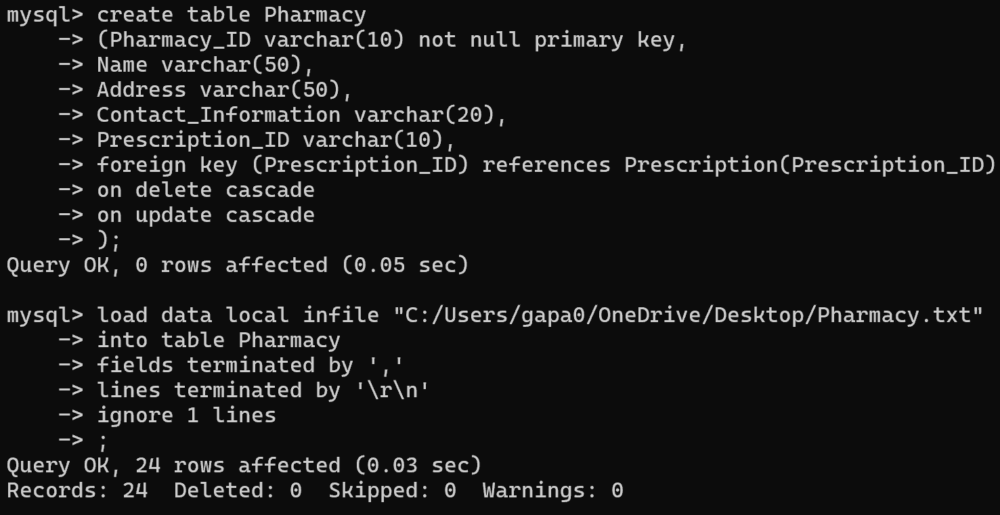 mysql> create table Pharmacy
    -> (Pharmacy_ID varchar(10) not null primary key,
    -> Name varchar(50),
    -> Address varchar(50),
    -> Contact_Information varchar(20),
    -> Prescription_ID varchar(10),
    -> foreign key (Prescription_ID) references Prescription(Prescription_ID)
    -> on delete cascade
    -> on update cascade
    -> );
Query OK, 0 rows affected (0.05 sec)

mysql> load data local infile "C:/Users/gapa0/OneDrive/Desktop/Pharmacy.txt"
    -> into table Pharmacy
    -> fields terminated by ','
    -> lines terminated by '\r\n'
    -> ignore 1 lines
    -> ;
Query OK, 24 rows affected (0.03 sec)
Records: 24  Deleted: 0  Skipped: 0  Warnings: 0